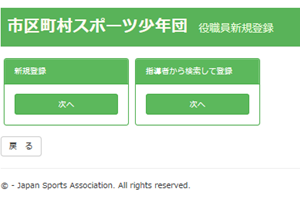 市区町村スポーツ少年団 役職員新規登録
新規登録
次へ
指導者から検索して登録
次へ
戻 る
© - Japan Sports Association. All rights reserved.